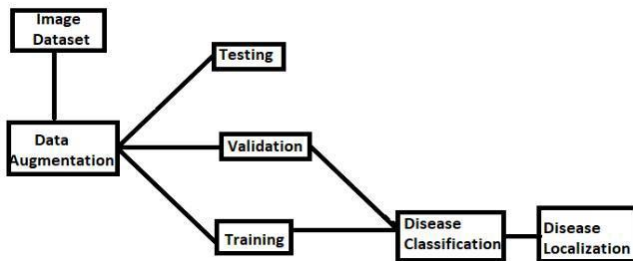 Image
Dataset
Testing
Data
Augmentation
Validation
Training
Disease
Classification
Disease
Localization